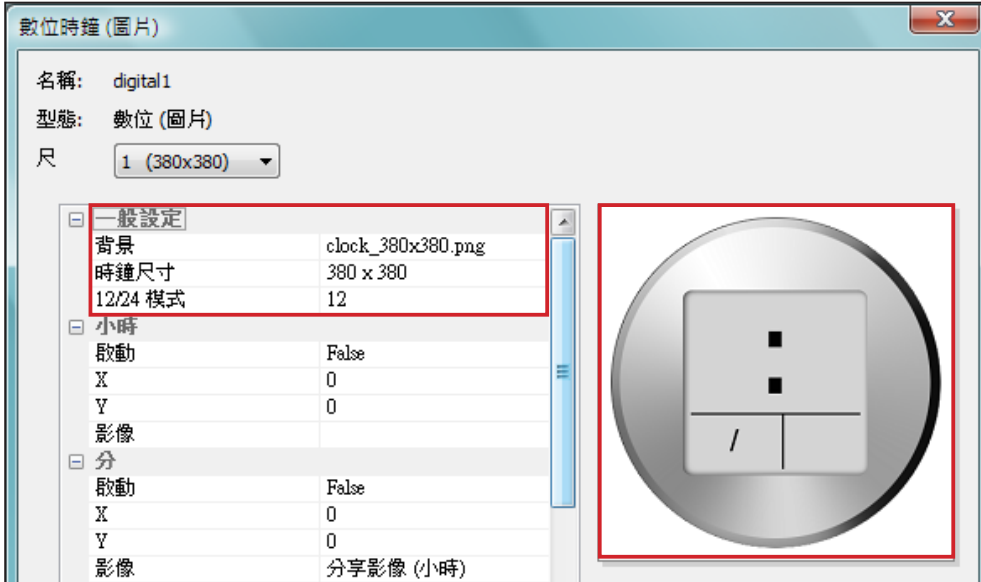 數位時鐘 (圖片)
名稱: digital1
型態: 數位 (圖片)
尺 1 (380x380)
一般設定
背景 clock_380x380.png
時鐘尺寸 380 x 380
12/24 模式 12
小時
啟動 False
X 0
Y 0
影像
分
啟動 False
X 0
Y 0
影像 分享影像 (小時)
:
/